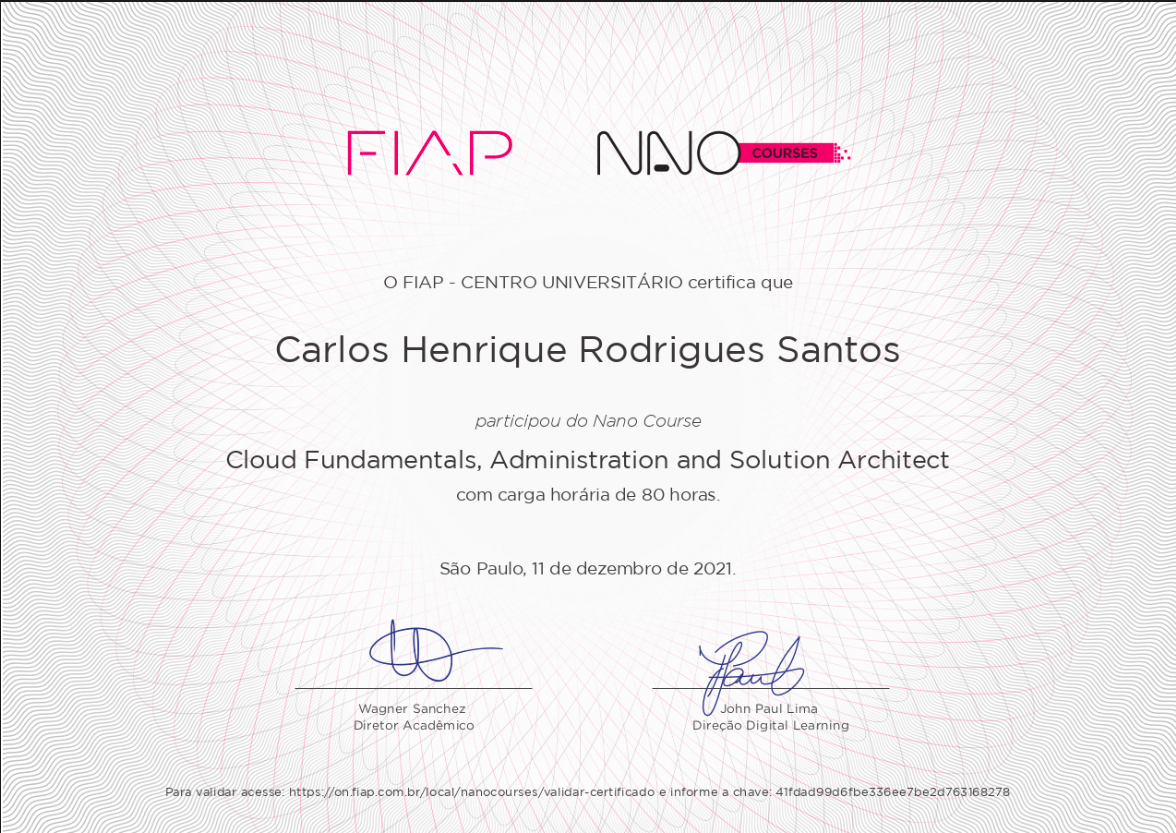 FIAP NANO COURSES
O FIAP - CENTRO UNIVERSITÁRIO certifica que
Carlos Henrique Rodrigues Santos
participou do Nano Course
Cloud Fundamentals, Administration and Solution Architect
com carga horária de 80 horas.
São Paulo, 11 de dezembro de 2021.
Wagner Sanchez John Paul Lima
Diretor Acadêmico Direção Digital Learning
Para validar acesse: https://on.fiap.com.br/local/nanocourses/validar-certificado e informe a chave: 41fdad99d6fbe336ee7be2d763168278